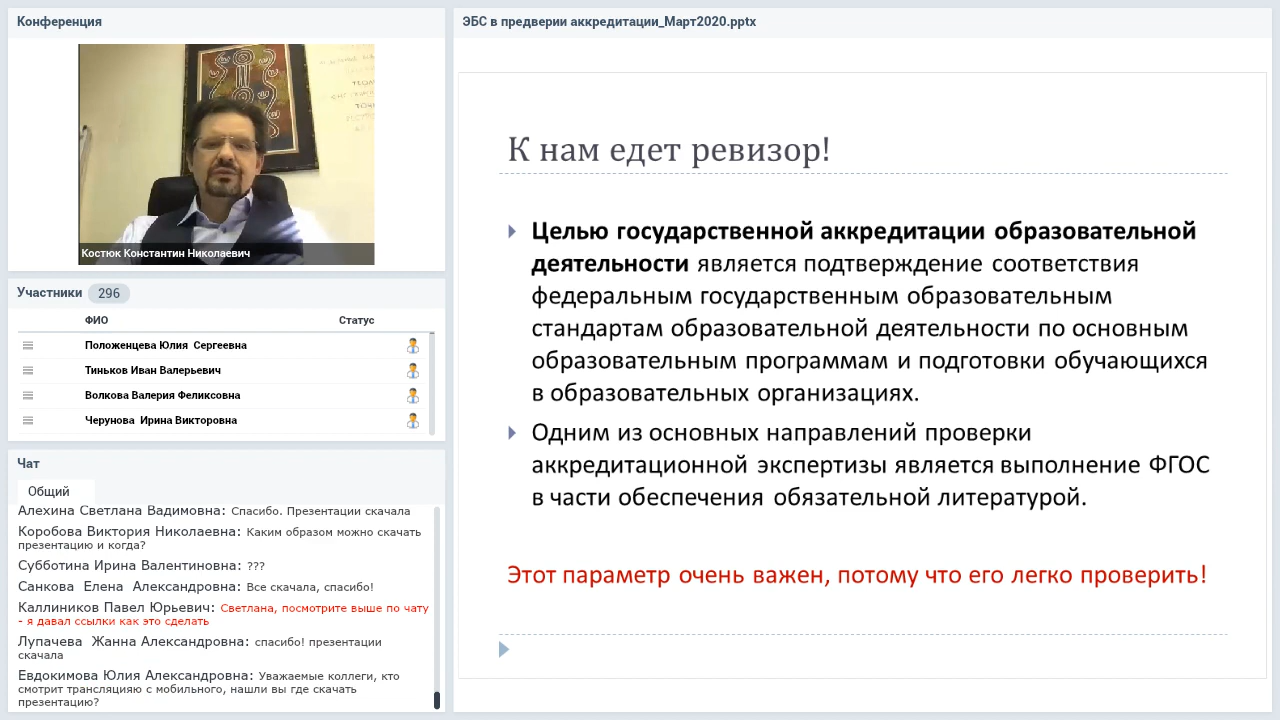 Конференция
Костюк Константин Николаевич
Участники 296
ФИО Статус
Положенцева Юлия Сергеевна
Тиньков Иван Валерьевич
Волкова Валерия Феликсовна
Черунова Ирина Викторовна
Чат
Общий
Алехина Светлана Вадимовна: Спасибо. Презентации скачала
Коробова Виктория Николаевна: Каким образом можно скачать
презентацию и когда?
Субботина Ирина Валентиновна: ???
Санкова Елена Александровна: Все скачала, спасибо!
Каллиников Павел Юрьевич: Светлана, посмотрите выше по чату
- я давал ссылки как это сделать
Лупачева Жанна Александровна: спасибо! презентации
скачала
Евдокимова Юлия Александровна: Уважаемые коллеги, кто
смотрит трансляцияю с мобильного, нашли вы где скачать
презентацию?
ЭБС в предверии аккредитации_Март2020.pptx
К нам едет ревизор!
Целью государственной аккредитации образовательной
деятельности является подтверждение соответствия
федеральным государственным образовательным
стандартам образовательной деятельности по основным
образовательным программам и подготовки обучающихся
в образовательных организациях.
Одним из основных направлений проверки
аккредитационной экспертизы является выполнение ФГОС
в части обеспечения обязательной литературой.
Этот параметр очень важен, потому что его легко проверить!